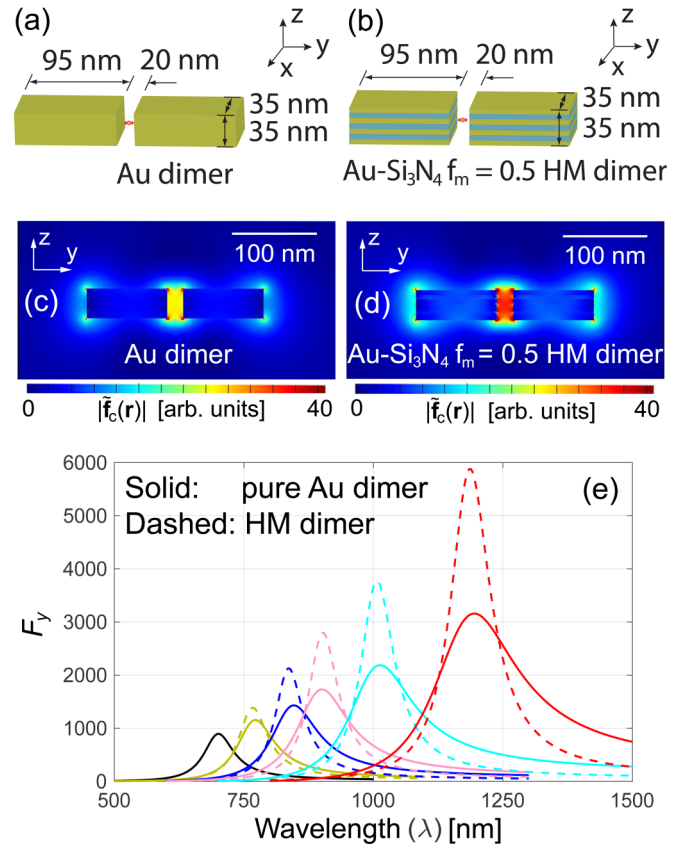 (a)
z
y
x
95 nm
20 nm
35 nm
35 nm
Au dimer
(b)
z
y
x
95 nm
20 nm
35 nm
35 nm
Au-Si₃N₄ fₘ = 0.5 HM dimer
z
y
100 nm
(c)
Au dimer
0
40
|f̃_c(r)| [arb. units]
z
y
100 nm
(d)
Au-Si₃N₄ fₘ = 0.5 HM dimer
0
40
|f̃_c(r)| [arb. units]
(e)
Solid: pure Au dimer
Dashed: HM dimer
6000
5000
4000
3000
2000
1000
0
F_y
500
750
1000
1250
1500
Wavelength (λ) [nm]